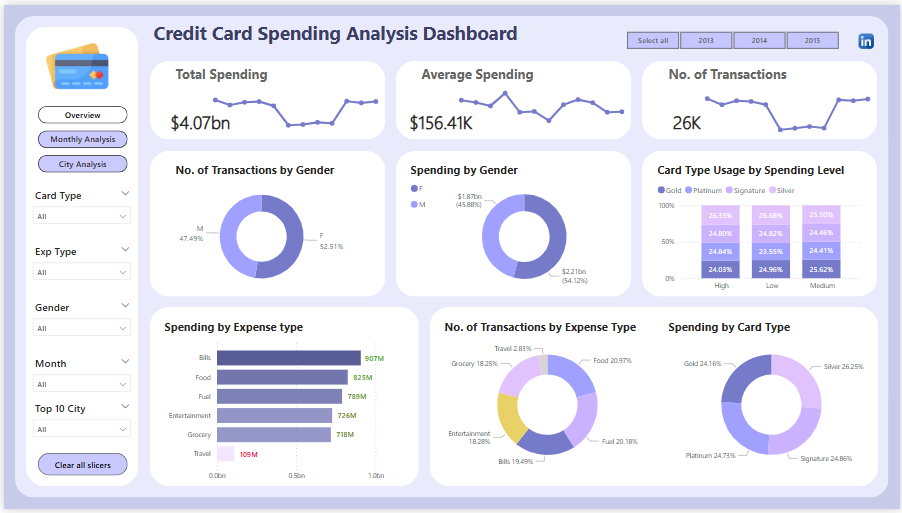 Credit Card Spending Analysis Dashboard
Select all
2013
2014
2015
in
Overview
Monthly Analysis
City Analysis
Card Type
All
Exp Type
All
Gender
All
Month
All
Top 10 City
All
Clear all slicers
Total Spending
$4.07bn
Average Spending
$156.41K
No. of Transactions
26K
No. of Transactions by Gender
M
47.49%
F
52.51%
Spending by Gender
F
M
$1.87bn
(45.88%)
$2.21bn
(54.12%)
Card Type Usage by Spending Level
Gold Platinum Signature Silver
100%
50%
0%
26.33% 26.68% 25.50%
24.80% 24.82% 24.46%
24.84% 23.55% 24.41%
24.03% 24.96% 25.62%
High Low Medium
Spending by Expense type
Bills 907M
Food 825M
Fuel 789M
Entertainment 726M
Grocery 718M
Travel 109M
0.0bn 0.5bn 1.0bn
No. of Transactions by Expense Type
Travel 2.83%
Food 20.97%
Grocery 18.25%
Entertainment
18.28%
Fuel 20.18%
Bills 19.49%
Spending by Card Type
Gold 24.16%
Silver 26.25%
Platinum 24.73%
Signature 24.86%